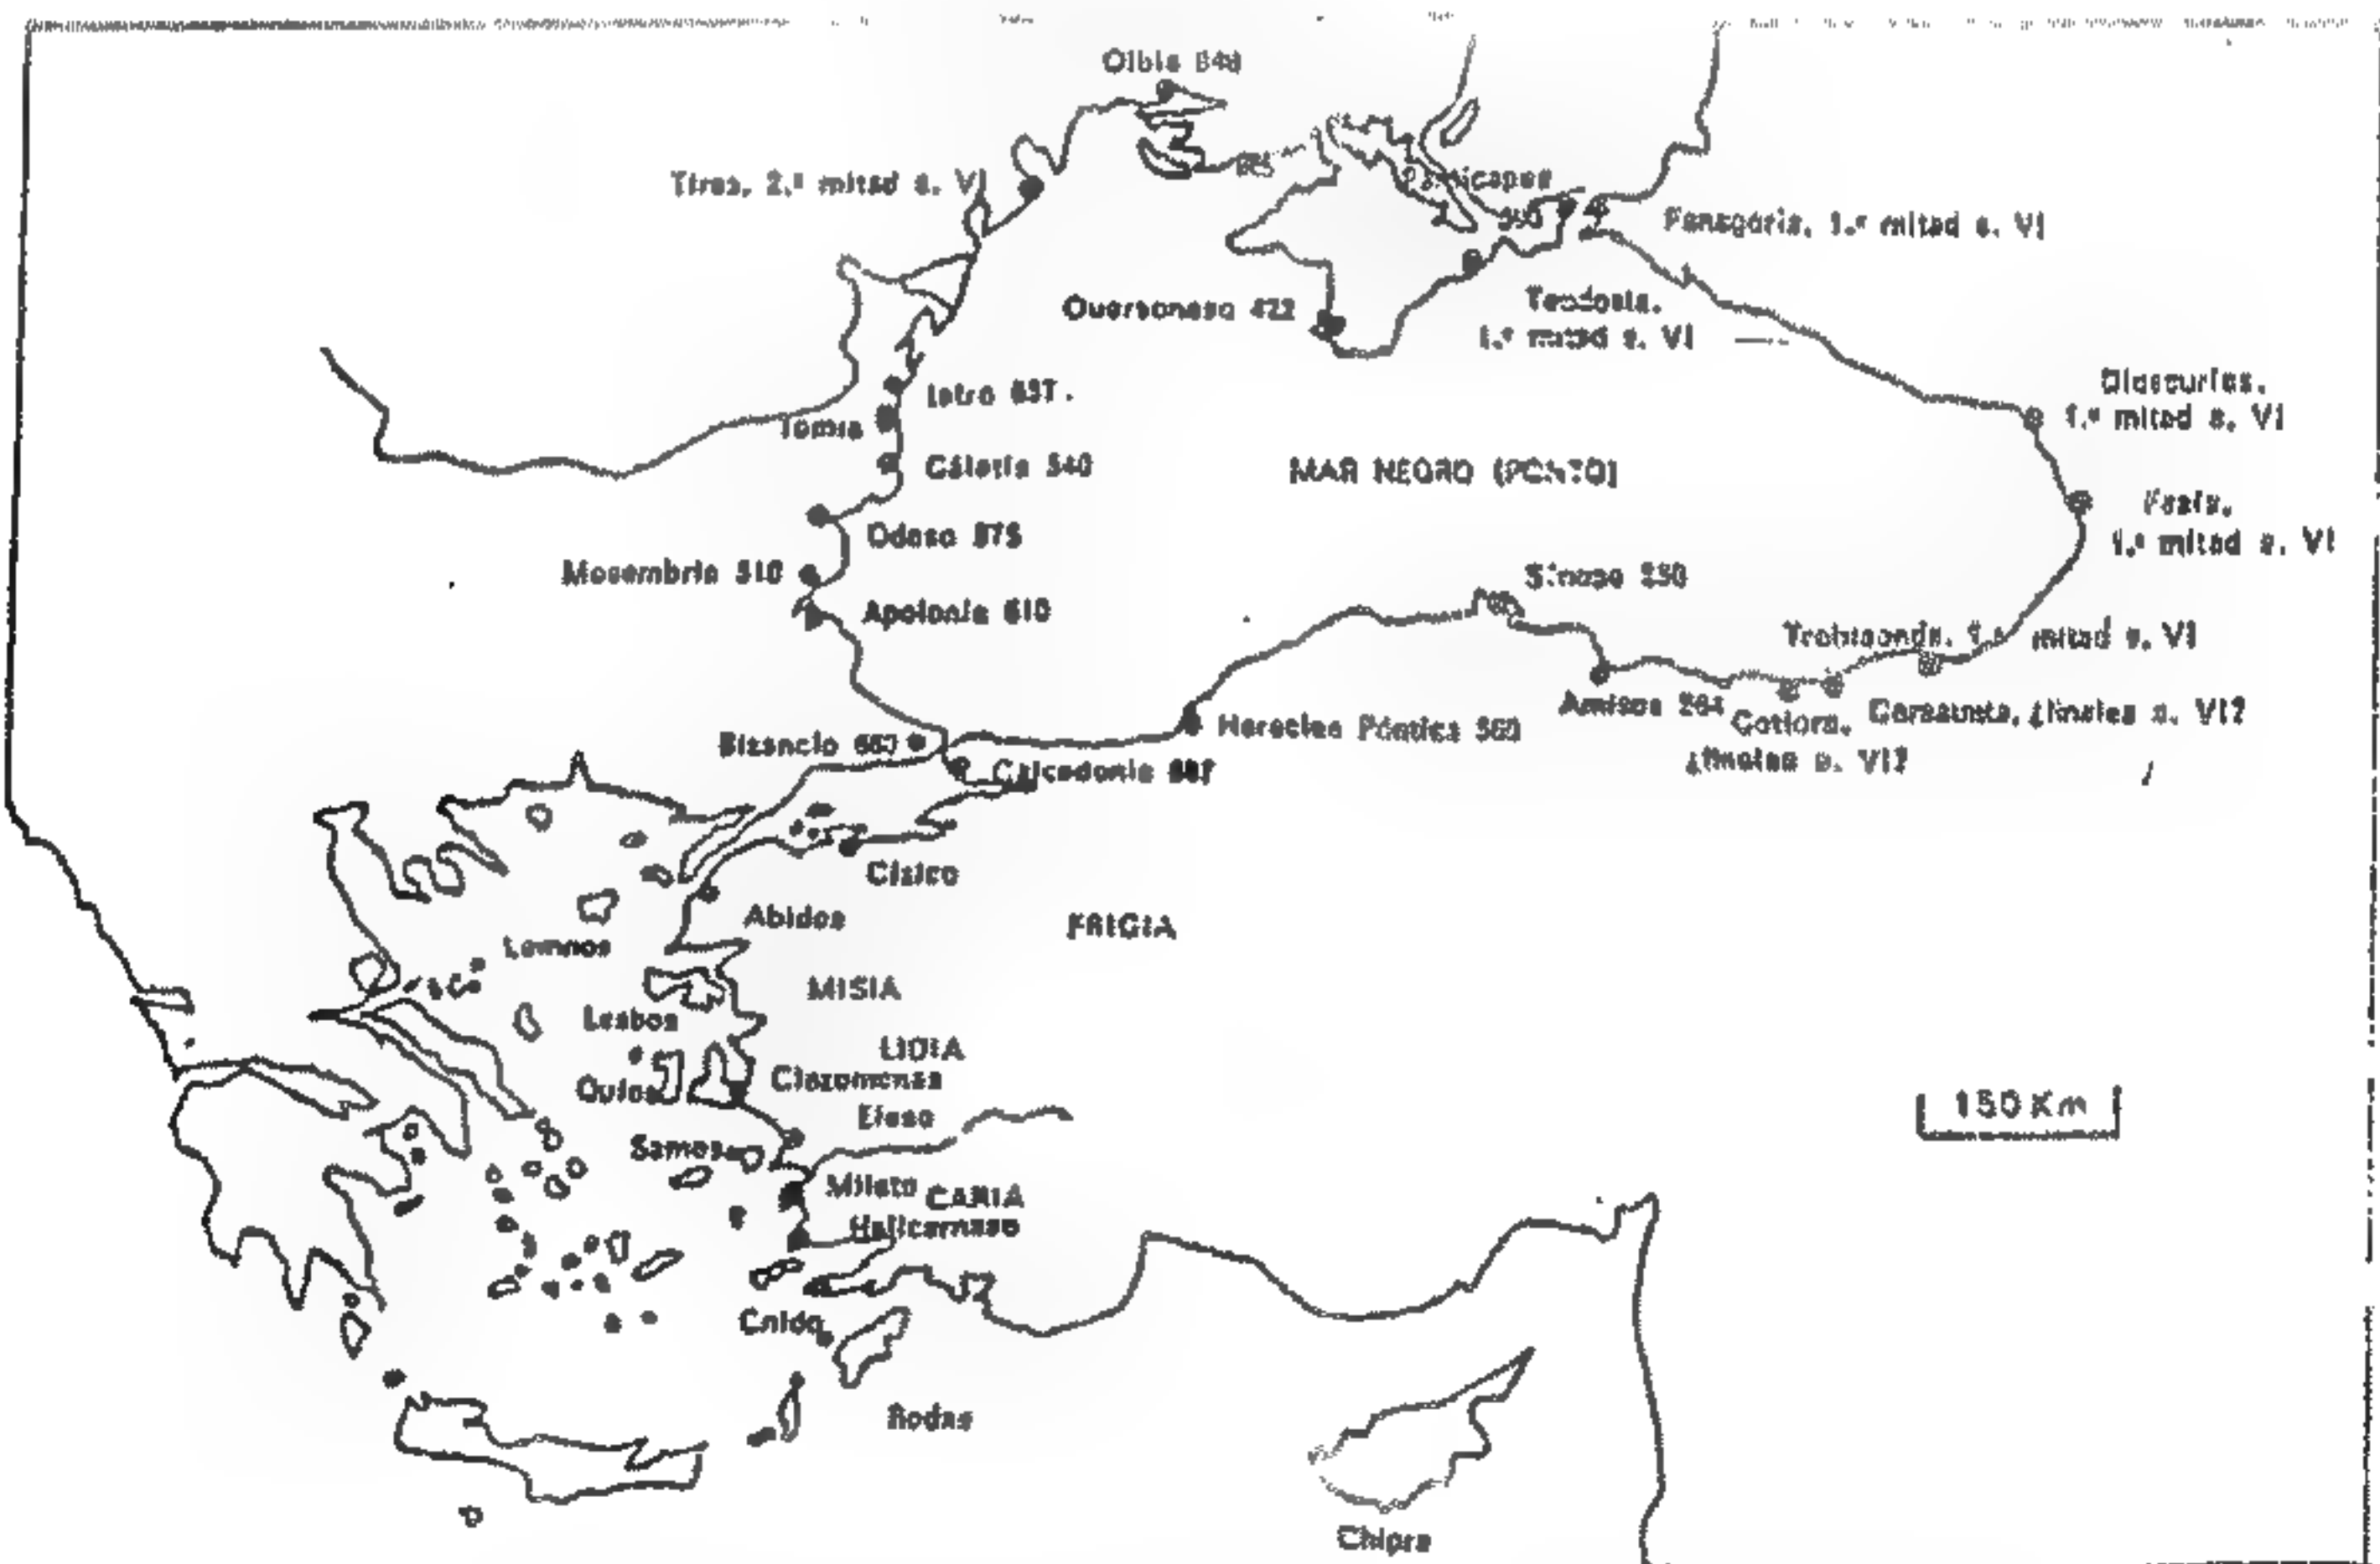 Olbia 648
Tiras, 2.ª mitad s. VI
Fanagoria, 1.ª mitad s. VI
Quersoneso 422
Teodosia,
1.ª mitad s. VI
Dioscurias,
1.ª mitad s. VI
Istro 657.
Tomis
Calatis 540
MAR NEGRO (PONTO)
Fasis,
1.ª mitad s. VI
Odeso 575
Mesembria 510
Apolonia 610
Sinope
Trebisonda, 1.ª mitad s. VI
Amisos
Cotiora,
¿finales s. VI?
Cerasunte, ¿finales s. VI?
Heraclea Póntica 560
Bizancio 660
Calcedonia
Cízico
Abidos
FRIGIA
Lemnos
MISIA
Lesbos
LIDIA
Quíos
Clazomenas
Efeso
150 Km
Samos
Mileto
CARIA
Halicarnaso
Cnido
Rodas
Chipre